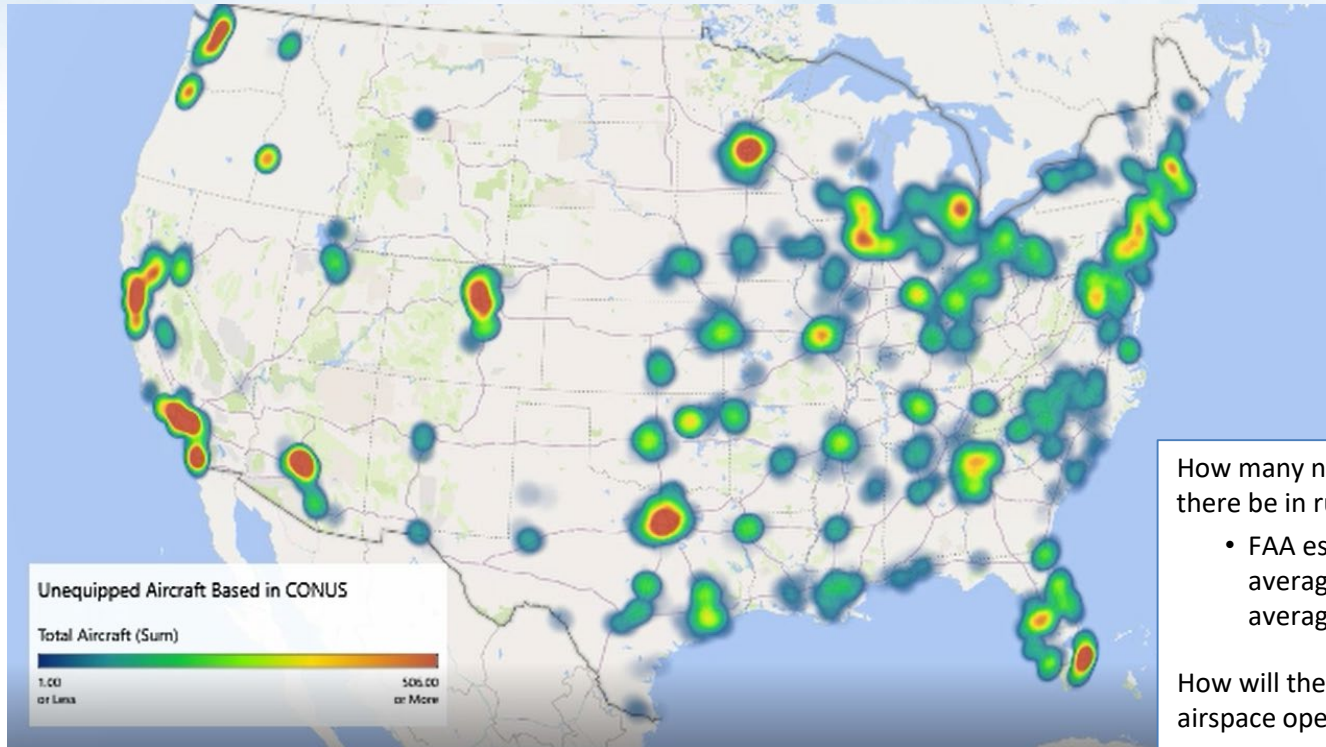 Unequipped Aircraft Based in CONUS
Total Aircraft (Sum)
1.00
or Less
506.00
or More
How many n
there be in r
• FAA es
averag
averag
How will the
airspace ope